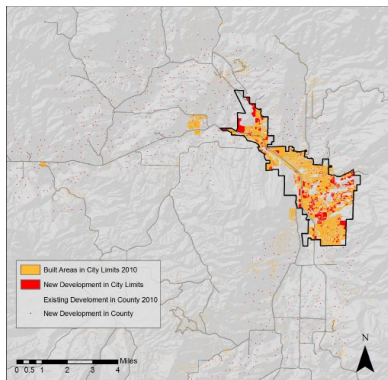 Built Areas in City Limits 2010
New Development in City Limits
Existing Develoment in County 2010
New Development in County
N
Miles
0 0.5 1 2 3 4